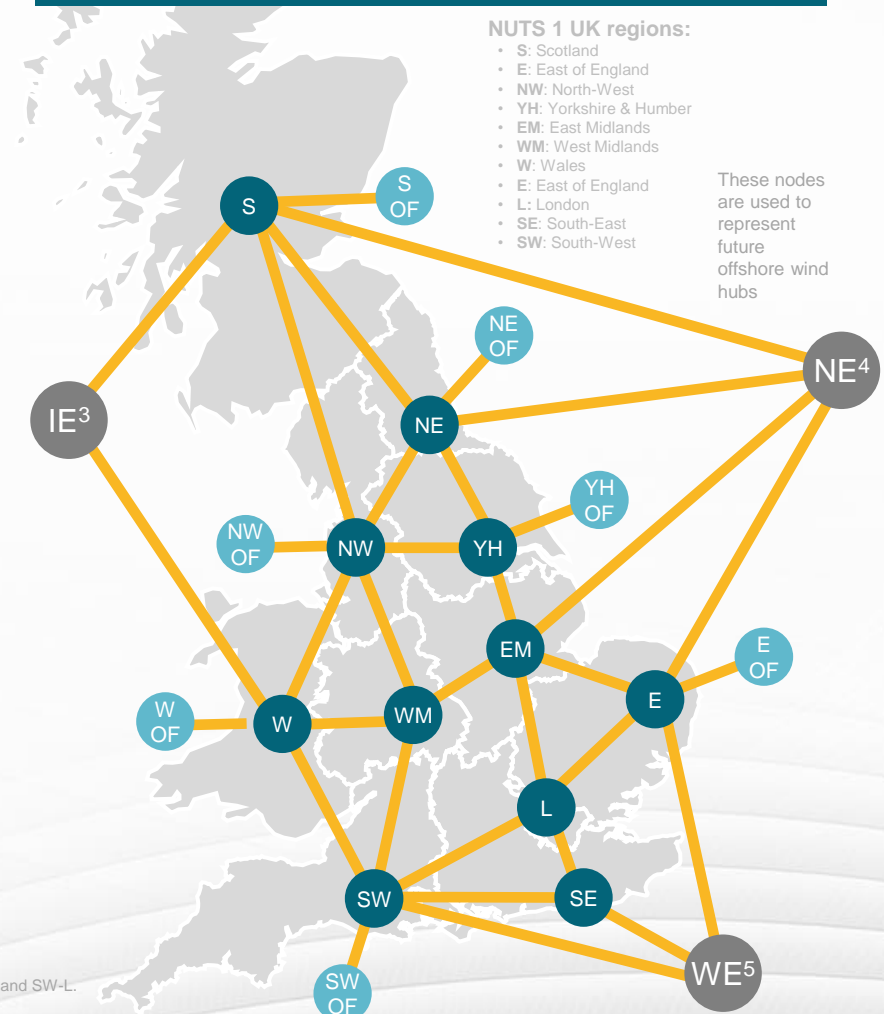 NUTS 1 UK regions:
• S: Scotland
• E: East of England
• NW: North-West
• YH: Yorkshire & Humber
• EM: East Midlands
• WM: West Midlands
• W: Wales
• E: East of England
• L: London
• SE: South-East
• SW: South-West
These nodes
are used to
represent
future
offshore wind
hubs
S
OF
S
NE
OF
NE⁴
IE³
NE
YH
OF
NW
OF
NW
YH
EM
E
OF
E
W
OF
W
WM
L
SW
SE
WE⁵
SW
OF
and SW-L.